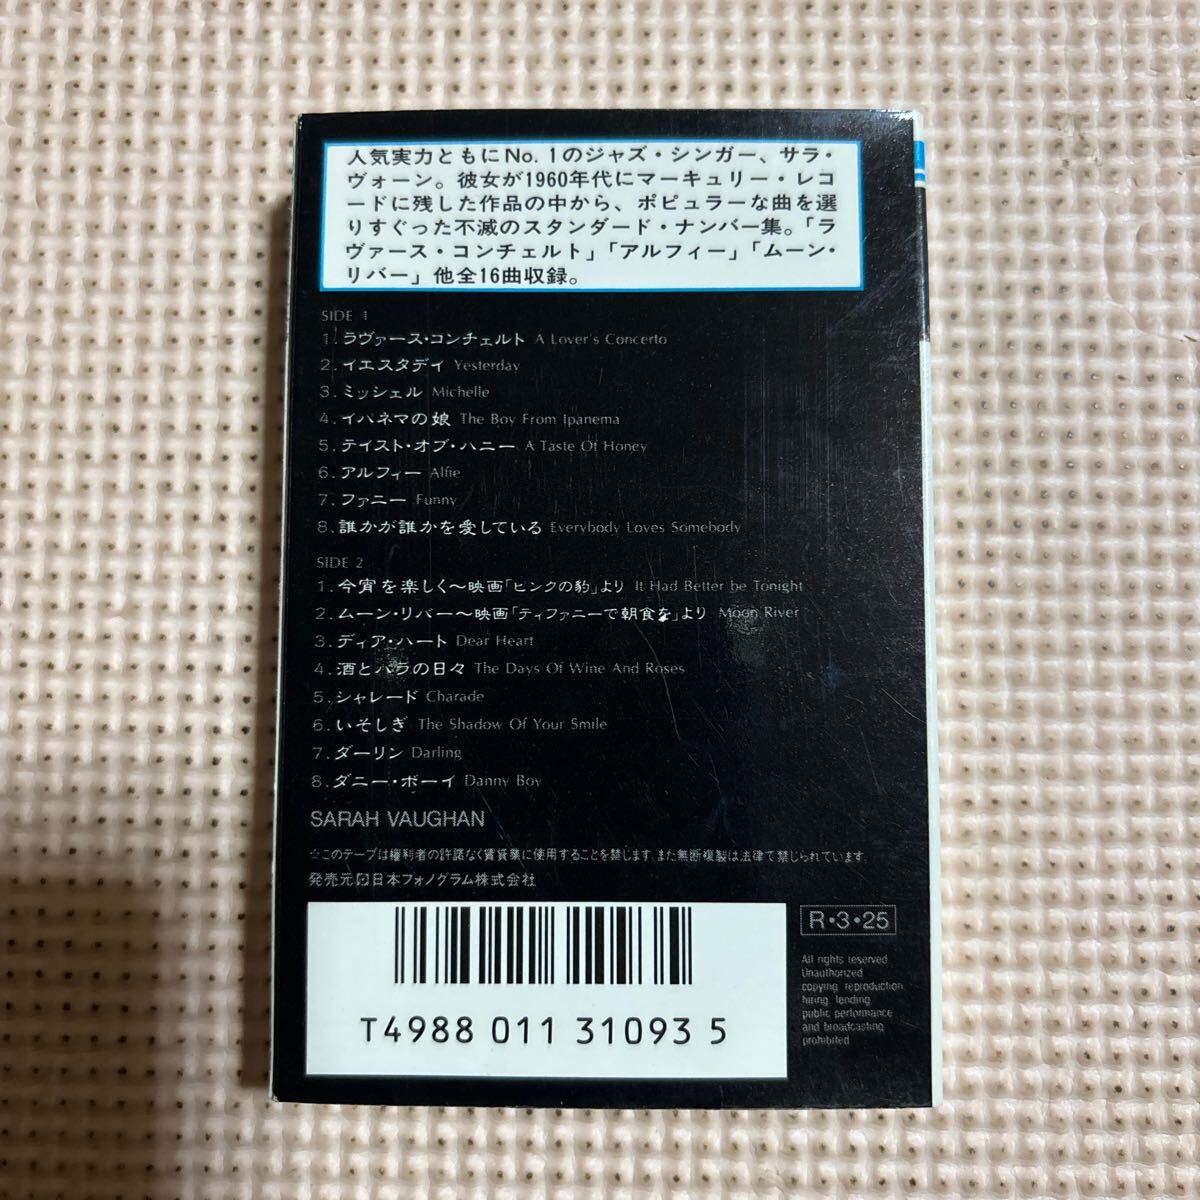 人気実力ともにNo. 1のジャズ・シンガー、サラ・
ヴォーン。彼女が1960年代にマーキュリー・レコ
ードに残した作品の中から、ポピュラーな曲を選
りすぐった不滅のスタンダード・ナンバー集。「ラ
ヴァース・コンチェルト」「アルフィー」「ムーン・
リバー」他全16曲収録。
SIDE 1
1. ラヴァース・コンチェルト A Lover's Concerto
2. イエスタデイ Yesterday
3. ミッシェル Michelle
4. イパネマの娘 The Boy From Ipanema
5. テイスト・オブ・ハニー A Taste Of Honey
6. アルフィー Alfie
7. ファニー Funny
8. 誰かが誰かを愛している Everybody Loves Somebody
SIDE 2
1. 今宵を楽しく〜映画「ピンクの豹」より It Had Better be Tonight
2. ムーン・リバー〜映画「ティファニーで朝食を」より Moon River
3. ディア・ハート Dear Heart
4. 酒とバラの日々 The Days Of Wine And Roses
5. シャレード Charade
6. いそしぎ The Shadow Of Your Smile
7. ダーリン Darling
8. ダニー・ボーイ Danny Boy
SARAH VAUGHAN
☆このテープは権利者の許諾なく賃貸業に使用することを禁じます。また無断複製は法律で禁じられています。
発売元 日本フォノグラム株式会社
R・3・25
All rights reserved
Unauthorized
copying, reproduction,
hiring, lending,
public performance
and broadcasting
prohibited
T4988 011 31093 5